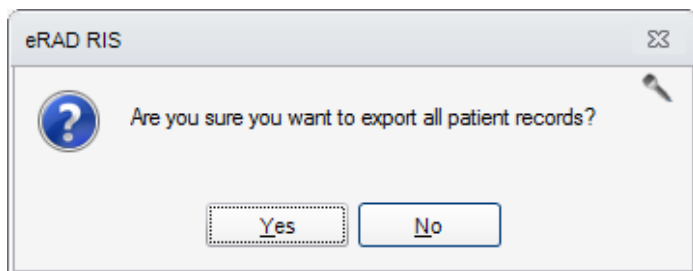 eRAD RIS
Are you sure you want to export all patient records?
Yes No